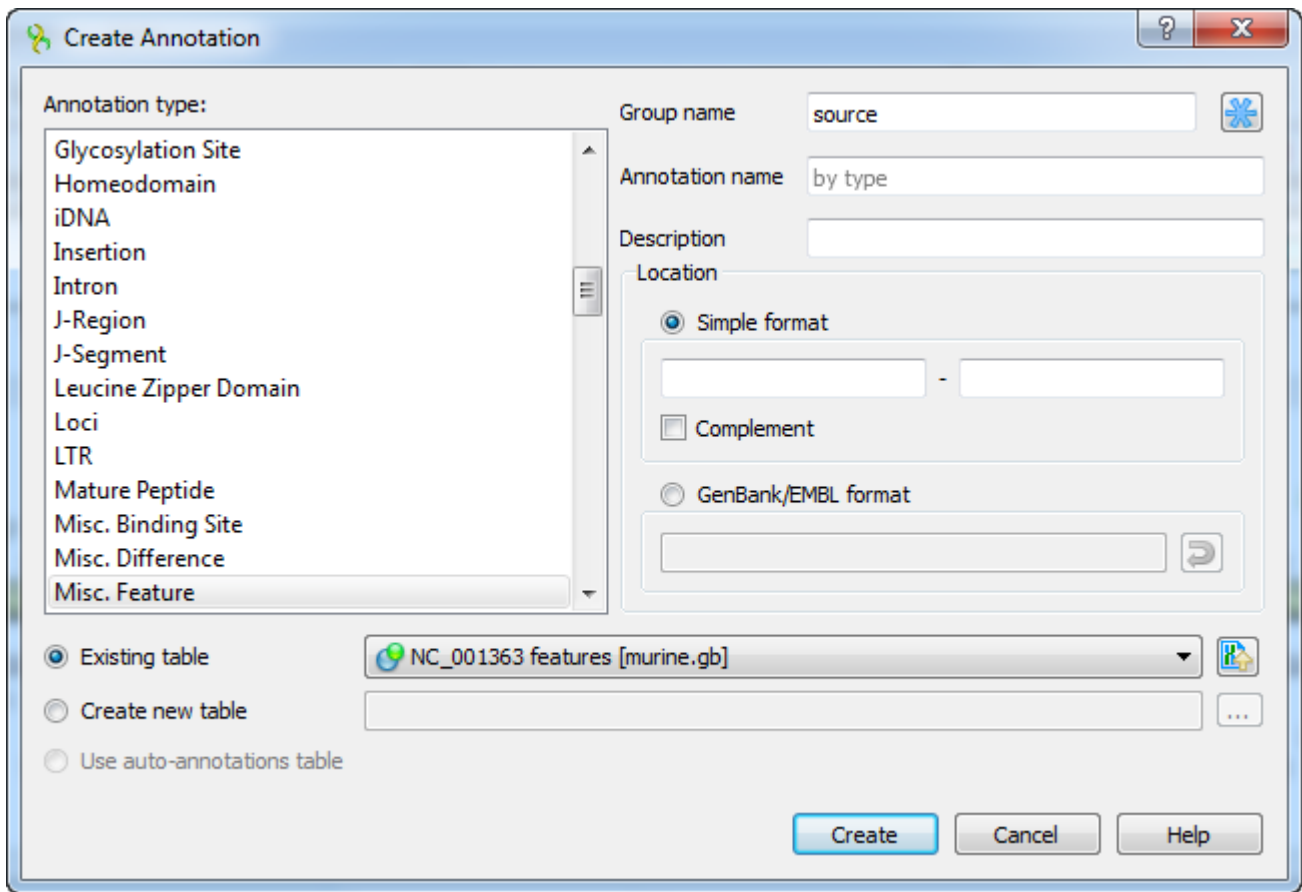 Create Annotation
Annotation type:
Glycosylation Site
Homeodomain
iDNA
Insertion
Intron
J-Region
J-Segment
Leucine Zipper Domain
Loci
LTR
Mature Peptide
Misc. Binding Site
Misc. Difference
Misc. Feature
Group name source
Annotation name by type
Description
Location
Simple format
-
Complement
GenBank/EMBL format
Existing table NC_001363 features [murine.gb]
Create new table ...
Use auto-annotations table
Create Cancel Help